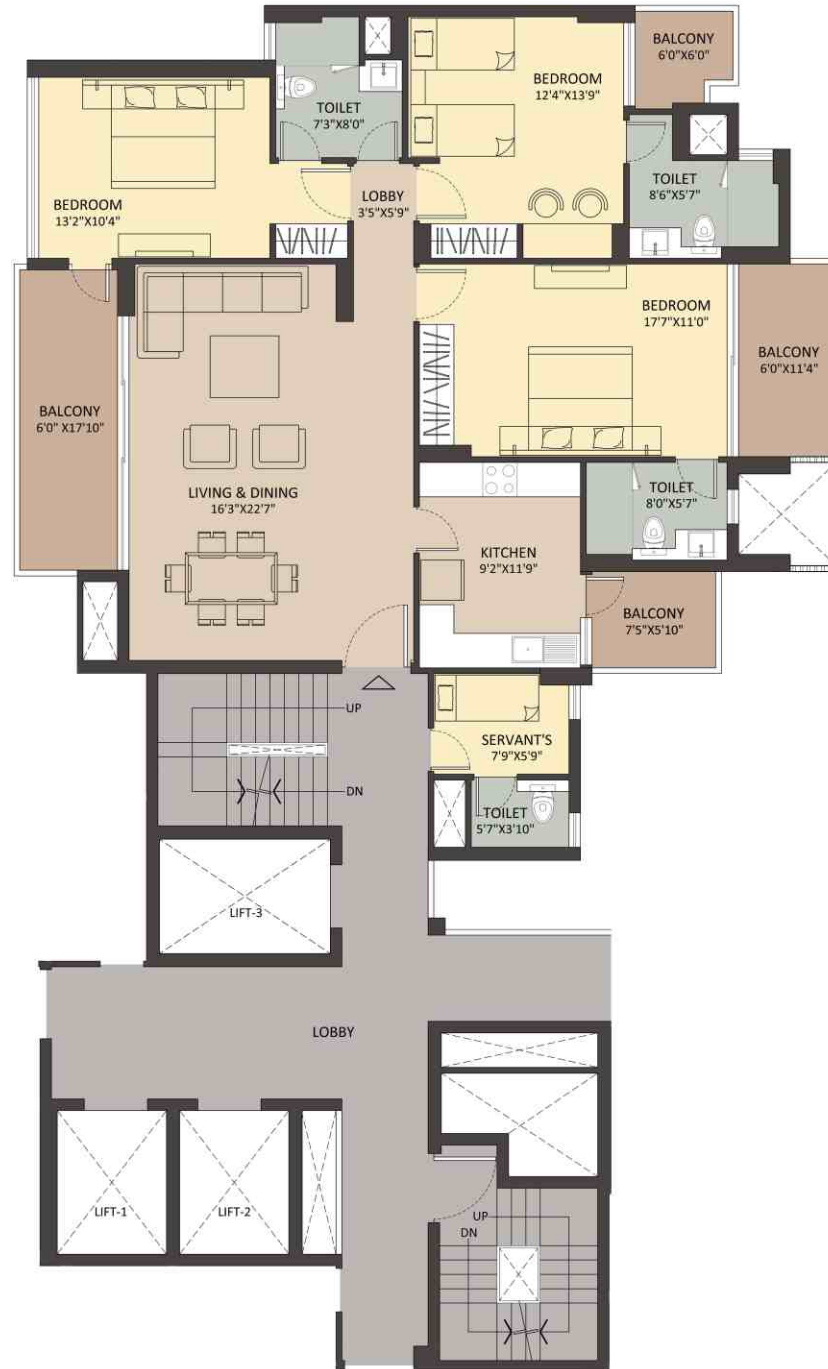 BALCONY
6'0"X6'0"
BEDROOM
12'4"X13'9"
TOILET
7'3"X8'0"
TOILET
8'6"X5'7"
LOBBY
3'5"X5'9"
BEDROOM
13'2"X10'4"
BEDROOM
17'7"X11'0"
BALCONY
6'0"X11'4"
BALCONY
6'0" X17'10"
LIVING & DINING
16'3"X22'7"
TOILET
8'0"X5'7"
KITCHEN
9'2"X11'9"
BALCONY
7'5"X5'10"
UP
SERVANT'S
7'9"X5'9"
DN
TOILET
5'7"X3'10"
LIFT-3
LOBBY
LIFT-1
LIFT-2
UP
DN